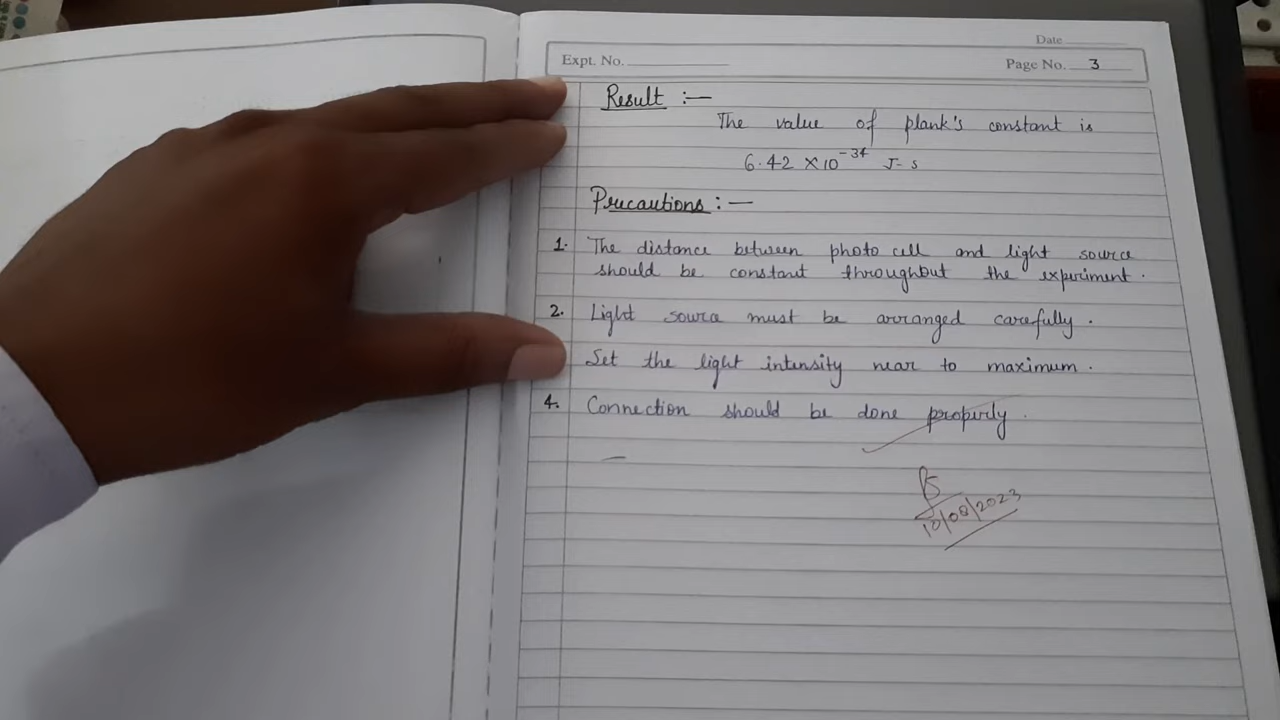 Date
Expt. No.
Page No. 3
Result :—
The value of plank's constant is
6.42 ×10⁻³⁴ J-s
Precautions :—
1. The distance between photo cell and light source
should be constant throughout the experiment.
2. Light source must be arranged carefully.
Set the light intensity near to maximum.
4. Connection should be done properly.
10/08/2023